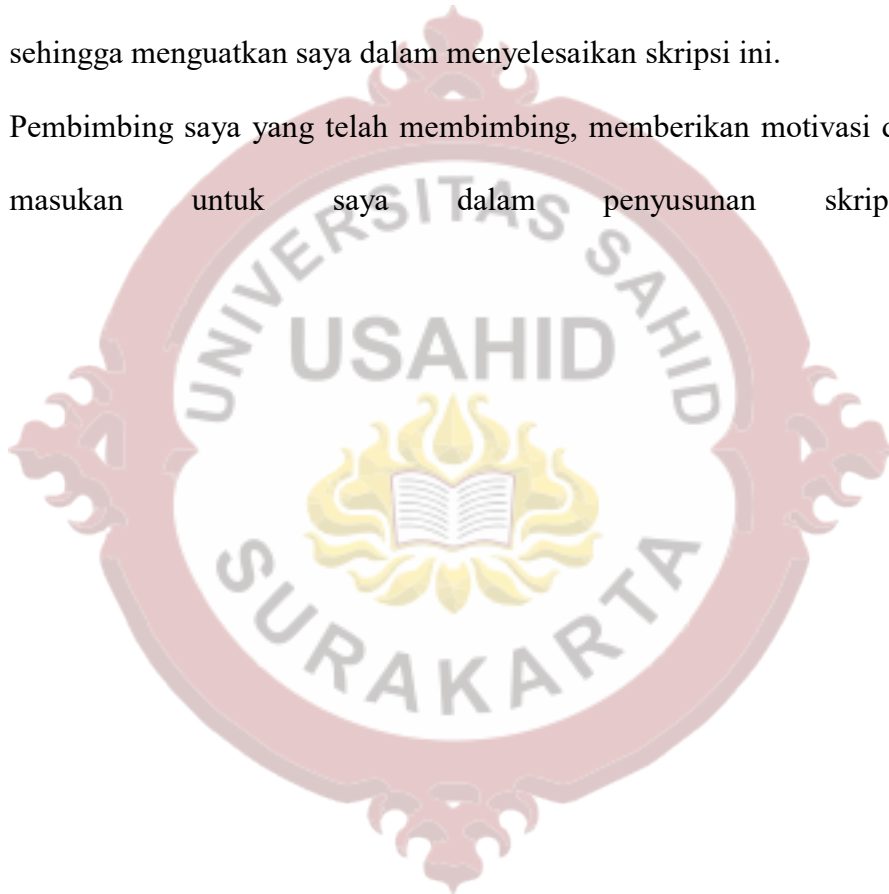 sehingga menguatkan saya dalam menyelesaikan skripsi ini.
Pembimbing saya yang telah membimbing, memberikan motivasi
masukan untuk saya dalam penyusunan
UNIVERSITAS SAHID
USAHID
SURAKARTA